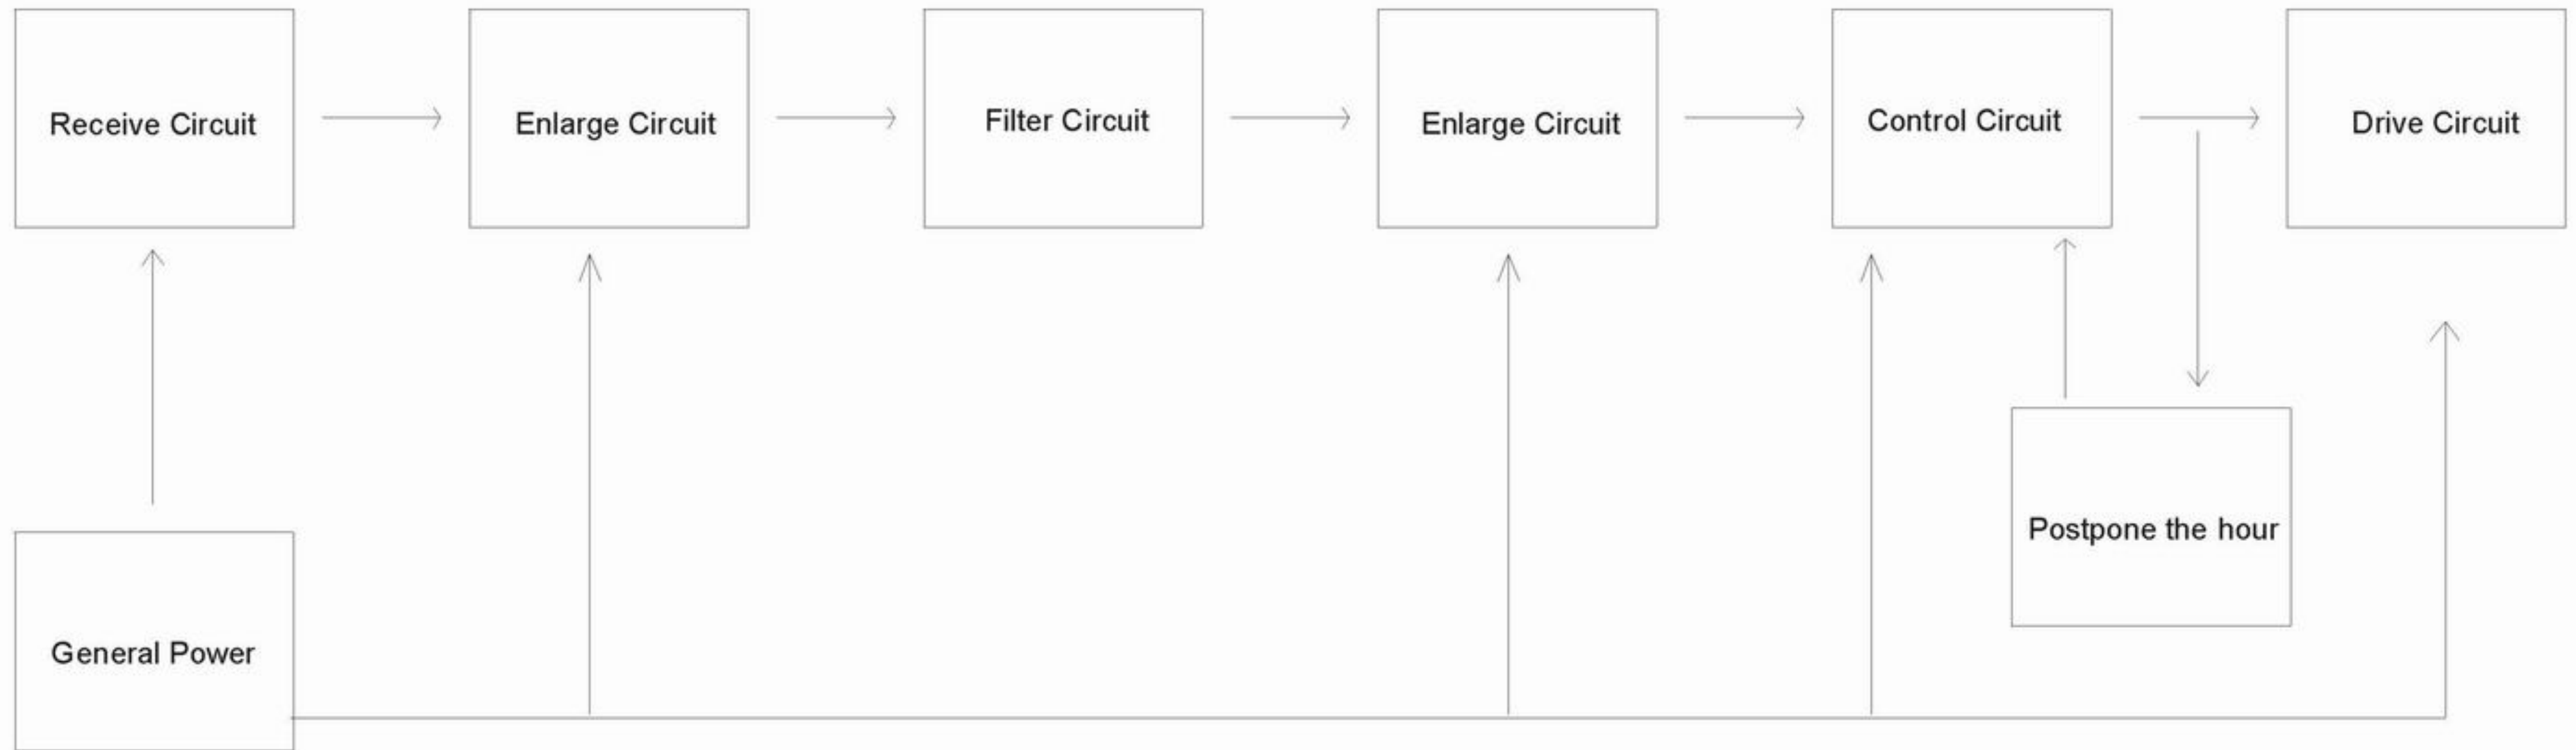 Receive Circuit
Enlarge Circuit
Filter Circuit
Enlarge Circuit
Control Circuit
Drive Circuit
Postpone the hour
General Power